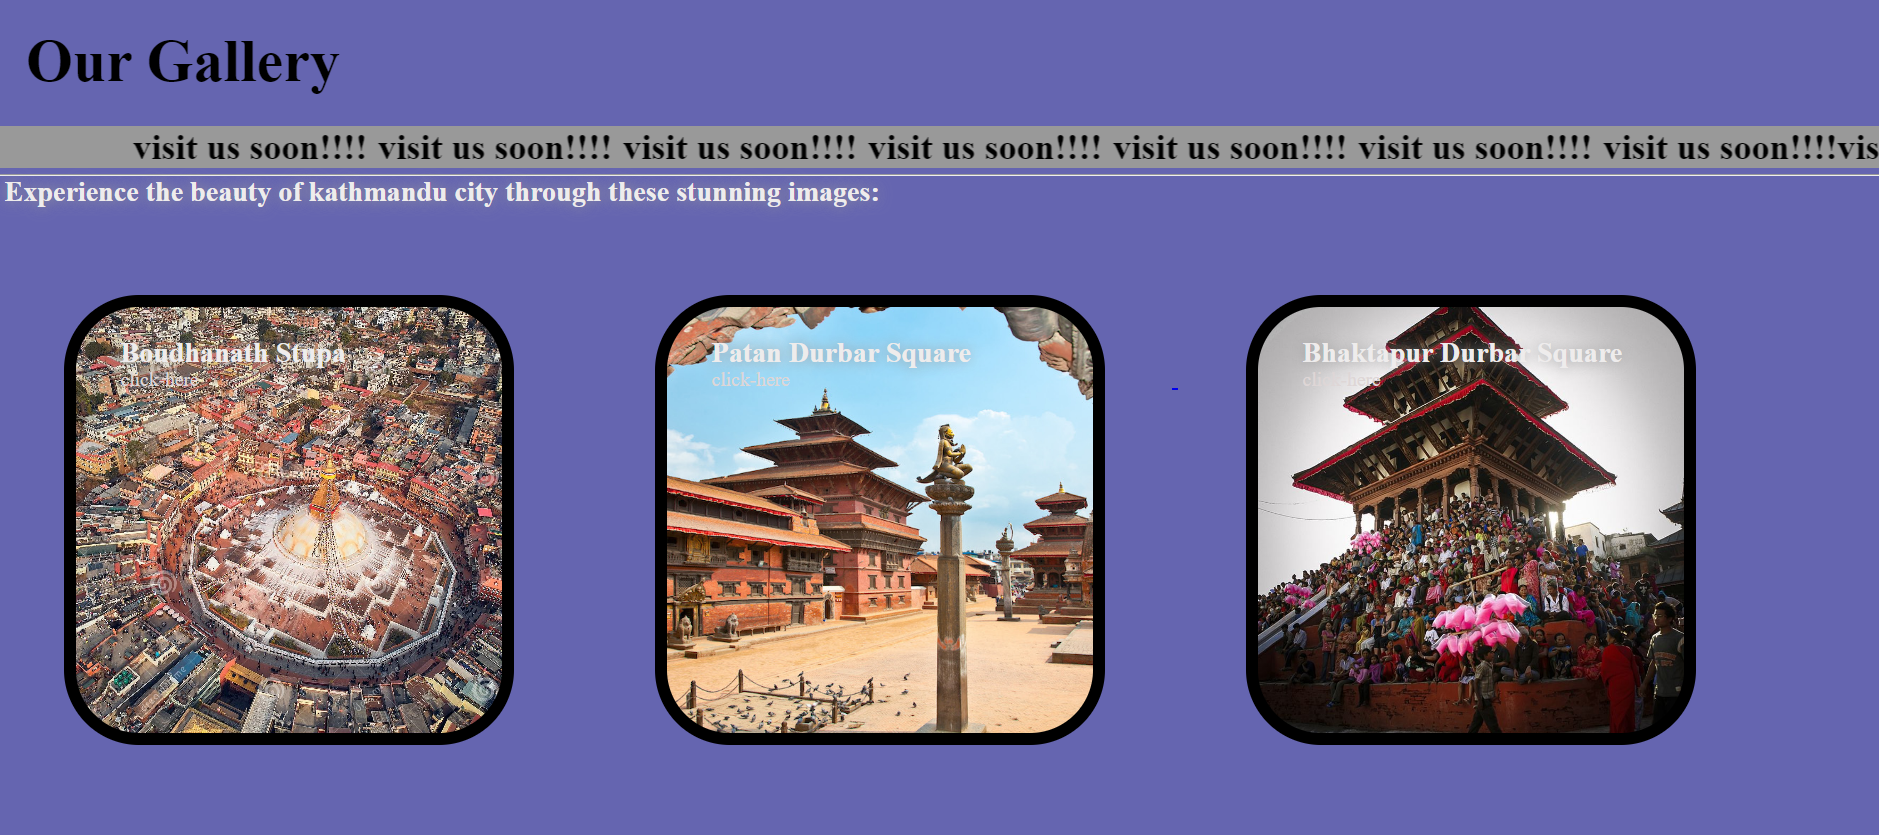 Our Gallery
visit us soon!!!! visit us soon!!!! visit us soon!!!! visit us soon!!!! visit us soon!!!! visit us soon!!!! visit us soon!!!!vis
Experience the beauty of kathmandu city through these stunning images:
Boudhanath Stupa
click-here
Patan Durbar Square
click-here
Bhaktapur Durbar Square
click-here